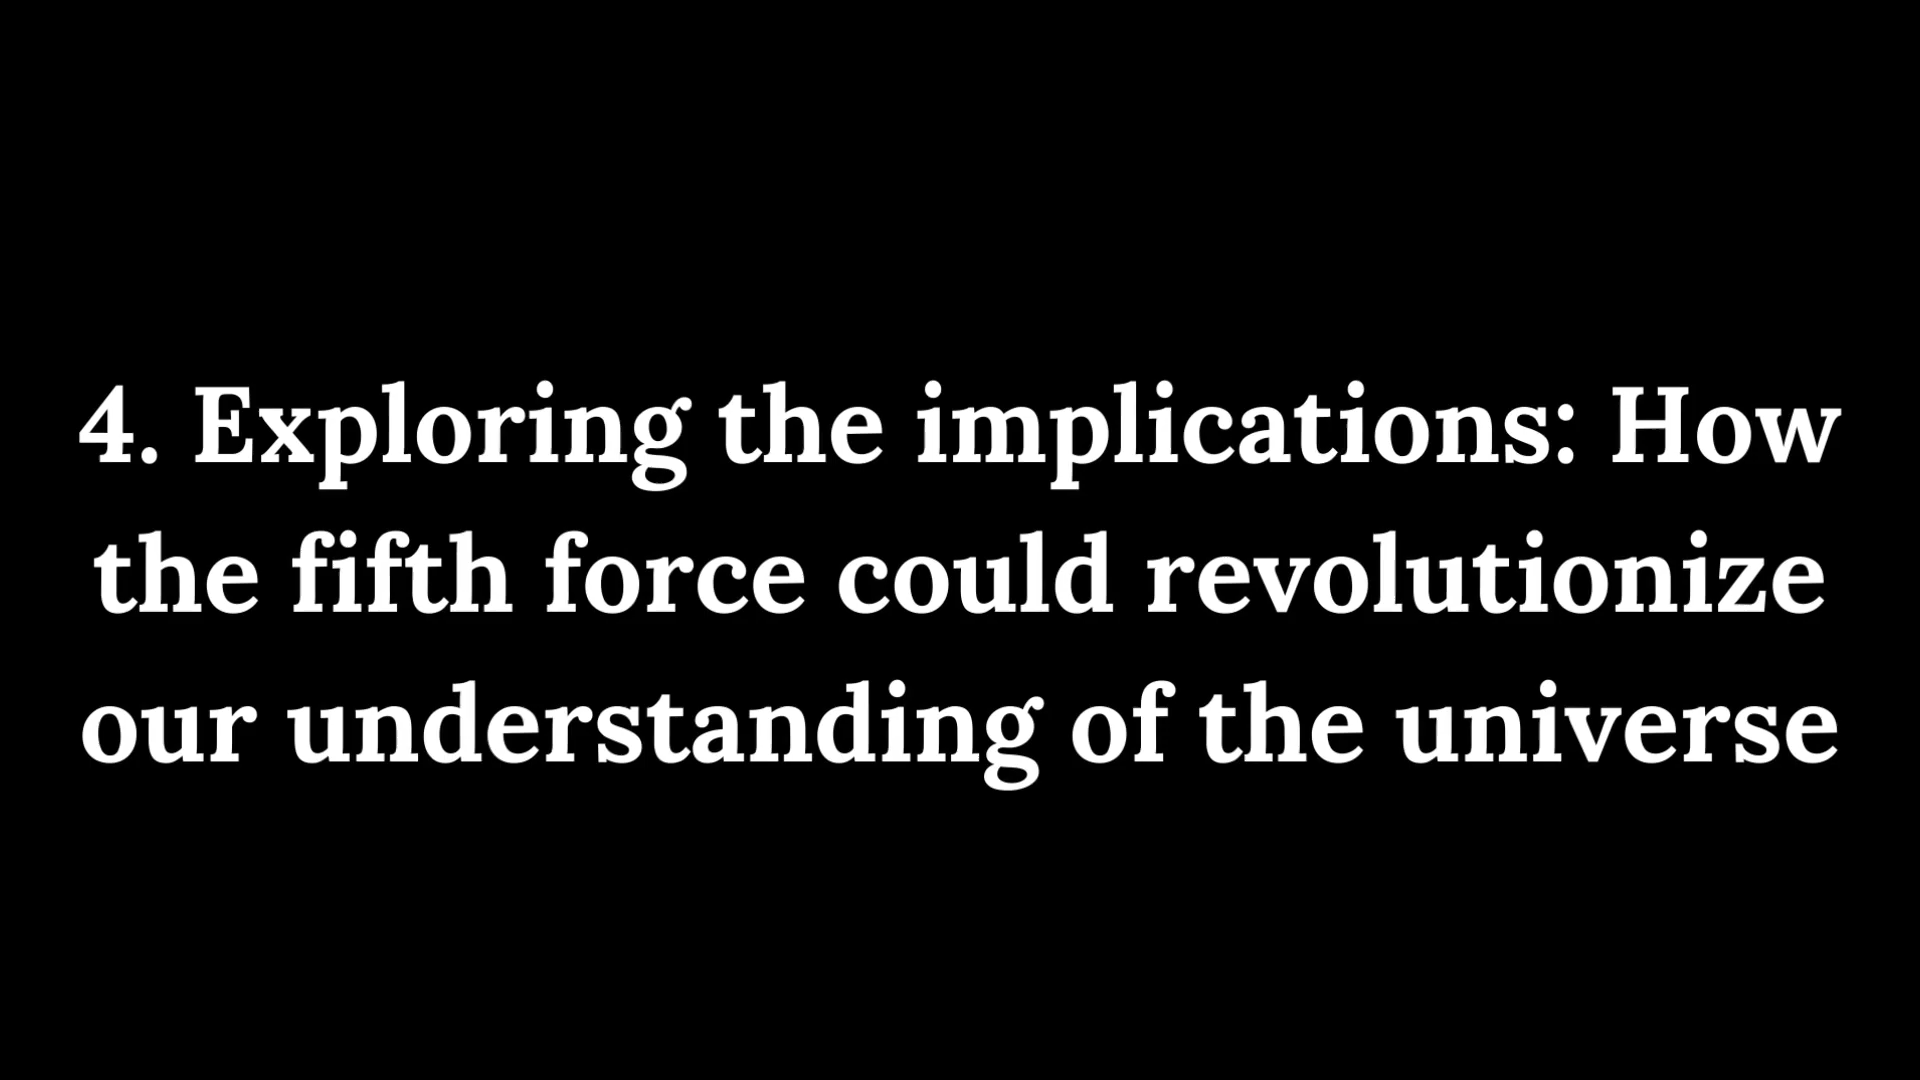 4. Exploring the implications: How
the fifth force could revolutionize
our understanding of the universe